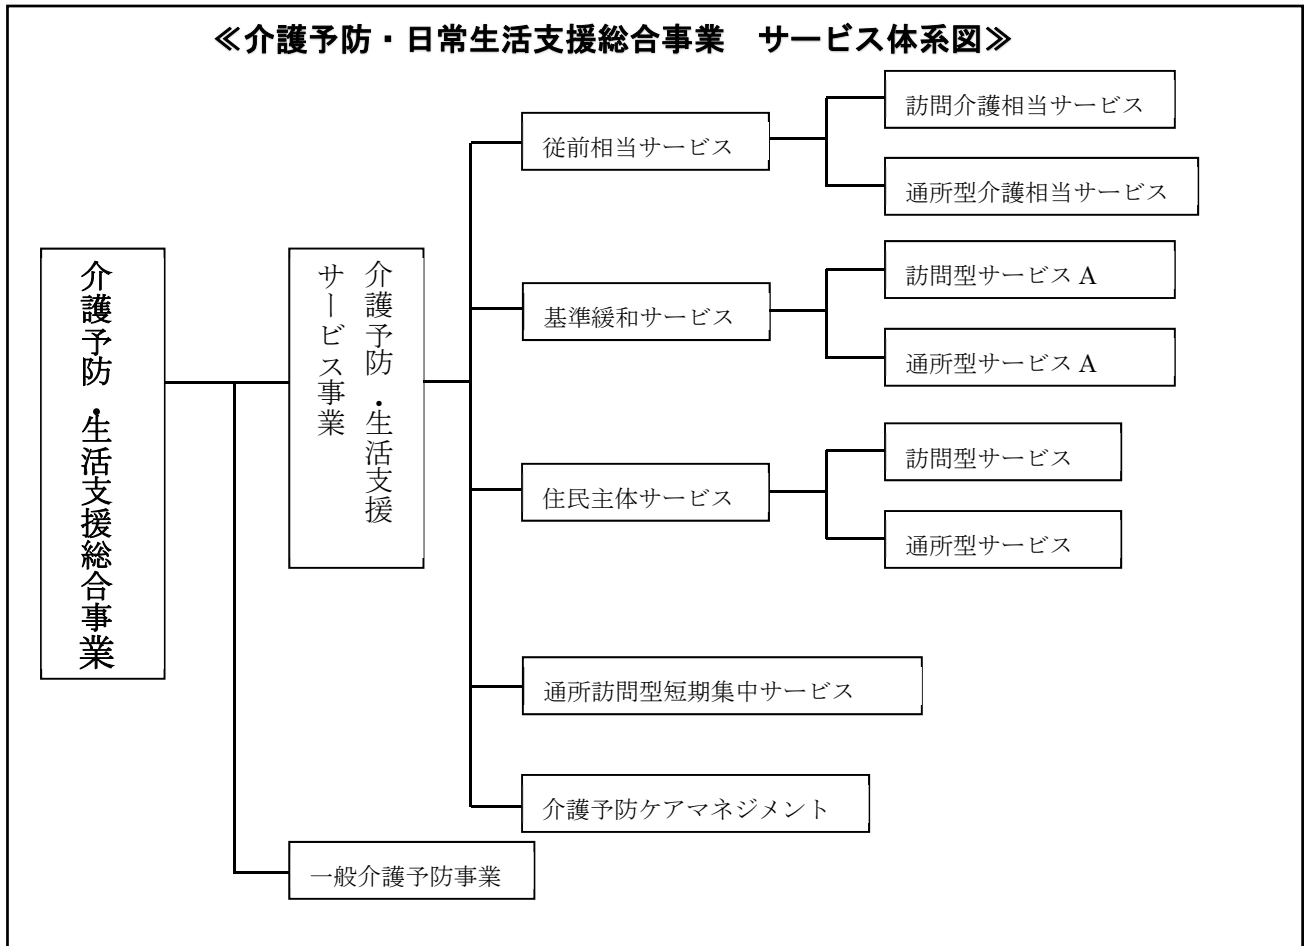 ≪介護予防・日常生活支援総合事業　サービス体系図≫
介護予防・生活支援総合事業
介護予防・生活支援
サービス事業
従前相当サービス
訪問介護相当サービス
通所型介護相当サービス
基準緩和サービス
訪問型サービス A
通所型サービス A
住民主体サービス
訪問型サービス
通所型サービス
通所訪問型短期集中サービス
介護予防ケアマネジメント
一般介護予防事業